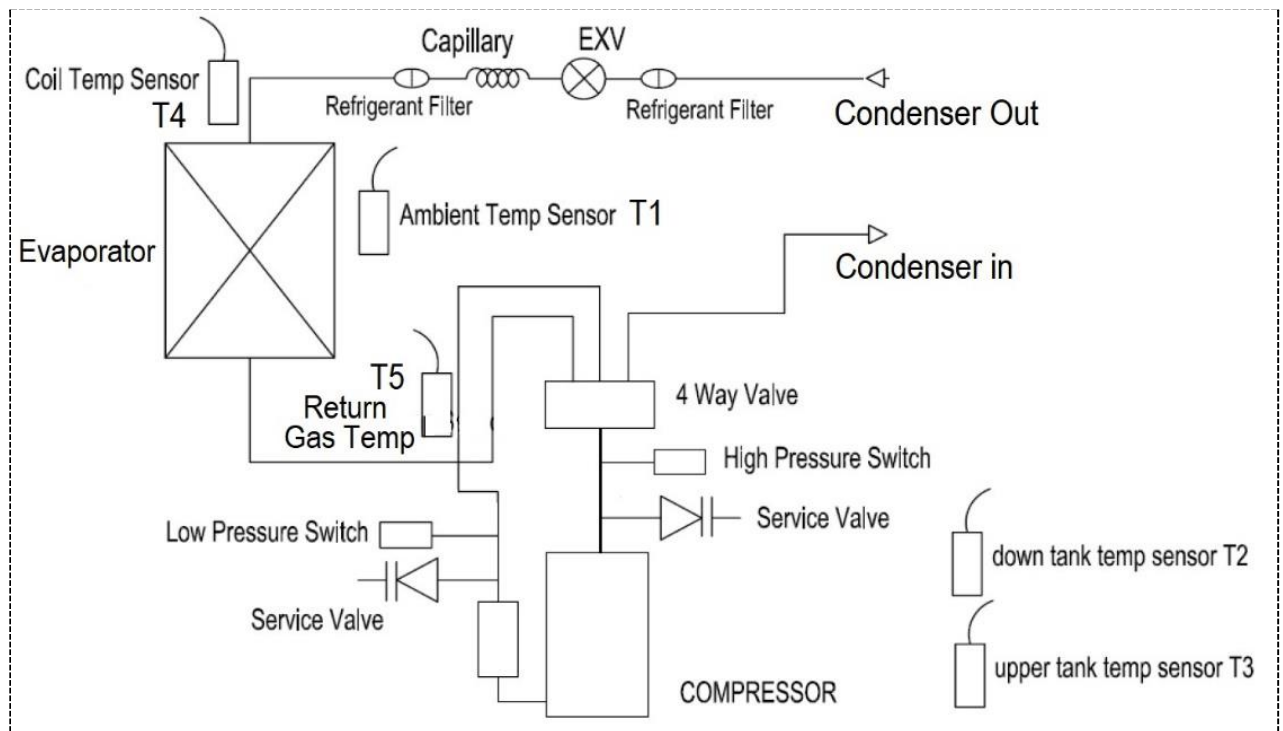 Capillary
EXV
Coil Temp Sensor
T4
Refrigerant Filter
Refrigerant Filter
Condenser Out
Ambient Temp Sensor T1
Evaporator
Condenser in
T5
Return
Gas Temp
4 Way Valve
High Pressure Switch
Low Pressure Switch
Service Valve
Service Valve
down tank temp sensor T2
upper tank temp sensor T3
COMPRESSOR